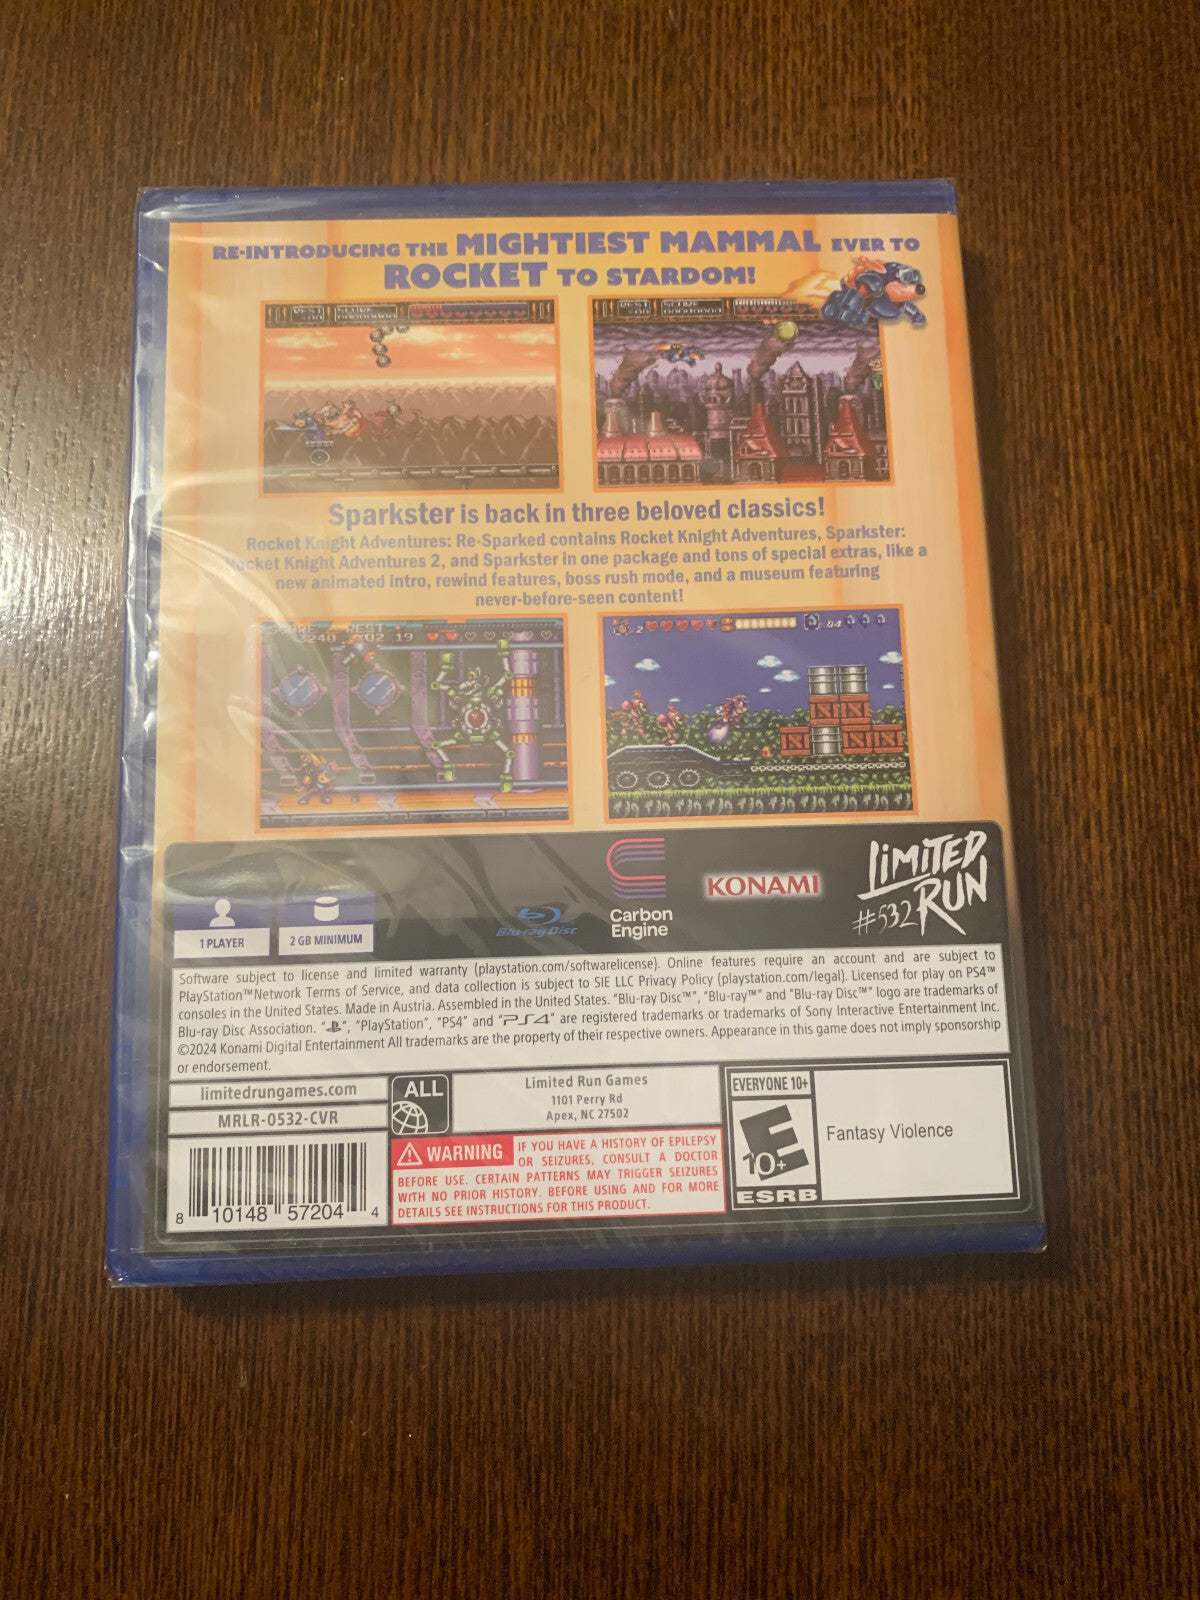 RE-INTRODUCING THE MIGHTIEST MAMMAL EVER TO
ROCKET TO STARDOM!
REST SCORE
REST SCORE
Sparkster is back in three beloved classics!
Rocket Knight Adventures: Re-Sparked contains Rocket Knight Adventures, Sparkster:
Rocket Knight Adventures 2, and Sparkster in one package and tons of special extras, like a
new animated intro, rewind features, boss rush mode, and a museum featuring
never-before-seen content!
SCORE REST
3240 02 19
LIMITED
RUN
#532
KONAMI
Carbon
Engine
Blu-ray Disc
1 PLAYER
2 GB MINIMUM
Software subject to license and limited warranty (playstation.com/softwarelicense). Online features require an account and are subject to
PlayStation™Network Terms of Service, and data collection is subject to SIE LLC Privacy Policy (playstation.com/legal). Licensed for play on PS4™
consoles in the United States. Made in Austria. Assembled in the United States. "Blu-ray Disc™", "Blu-ray™" and "Blu-ray Disc™" logo are trademarks of
Blu-ray Disc Association. "", "PlayStation", "PS4" and "PS4" are registered trademarks or trademarks of Sony Interactive Entertainment Inc.
©2024 Konami Digital Entertainment All trademarks are the property of their respective owners. Appearance in this game does not imply sponsorship
or endorsement.
limitedrungames.com
MRLR-0532-CVR
8 10148 57204 4
ALL
Limited Run Games
1101 Perry Rd
Apex, NC 27502
WARNING IF YOU HAVE A HISTORY OF EPILEPSY
OR SEIZURES, CONSULT A DOCTOR
BEFORE USE. CERTAIN PATTERNS MAY TRIGGER SEIZURES
WITH NO PRIOR HISTORY. BEFORE USING AND FOR MORE
DETAILS SEE INSTRUCTIONS FOR THIS PRODUCT.
EVERYONE 10+
E
10+
ESRB
Fantasy Violence